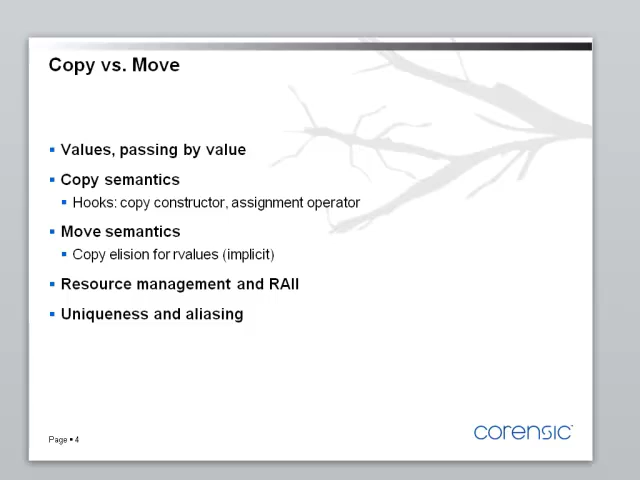 Copy vs. Move
Values, passing by value
Copy semantics
Hooks: copy constructor, assignment operator
Move semantics
Copy elision for rvalues (implicit)
Resource management and RAII
Uniqueness and aliasing
Page ▪ 4
corensic